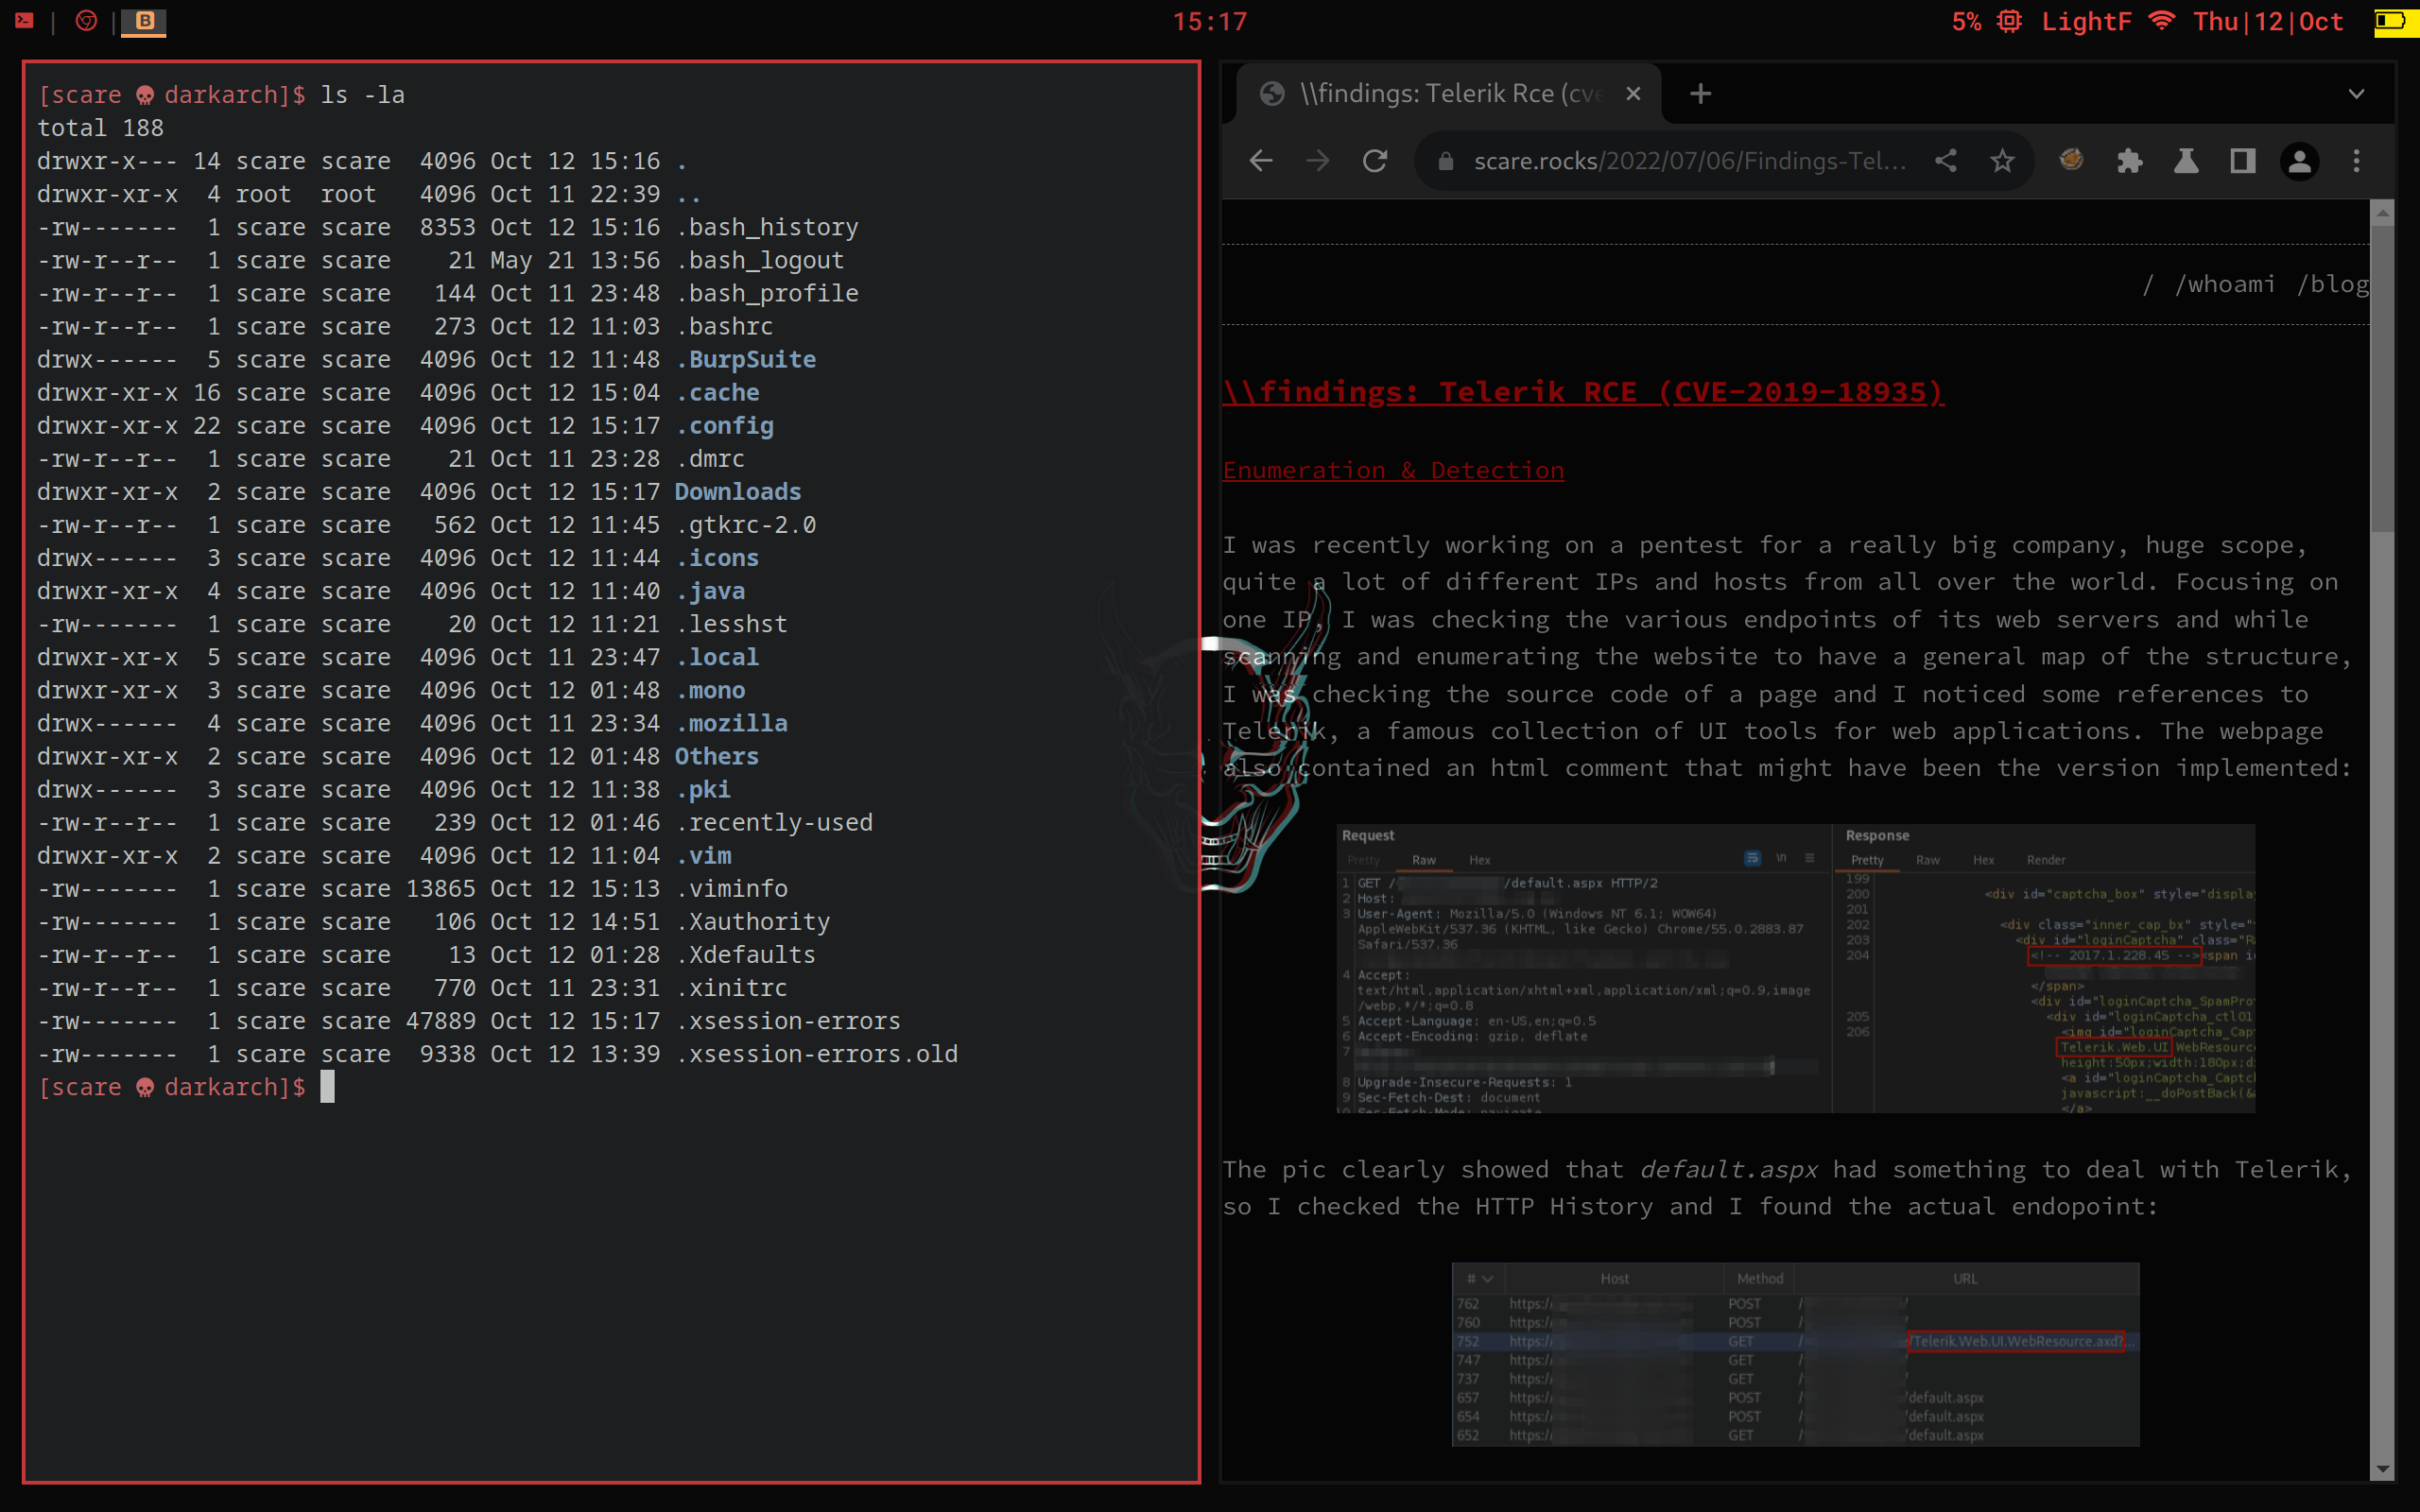 B
15:17
5% LightF Thu|12|Oct
[scare darkarch]$ ls -la
total 188
drwxr-x--- 14 scare scare 4096 Oct 12 15:16 .
drwxr-xr-x 4 root root 4096 Oct 11 22:39 ..
-rw------- 1 scare scare 8353 Oct 12 15:16 .bash_history
-rw-r--r-- 1 scare scare 21 May 21 13:56 .bash_logout
-rw-r--r-- 1 scare scare 144 Oct 11 23:48 .bash_profile
-rw-r--r-- 1 scare scare 273 Oct 12 11:03 .bashrc
drwx------ 5 scare scare 4096 Oct 12 11:48 .BurpSuite
drwxr-xr-x 16 scare scare 4096 Oct 12 15:04 .cache
drwxr-xr-x 22 scare scare 4096 Oct 12 15:17 .config
-rw-r--r-- 1 scare scare 21 Oct 11 23:28 .dmrc
drwxr-xr-x 2 scare scare 4096 Oct 12 15:17 Downloads
-rw-r--r-- 1 scare scare 562 Oct 12 11:45 .gtkrc-2.0
drwx------ 3 scare scare 4096 Oct 12 11:44 .icons
drwxr-xr-x 4 scare scare 4096 Oct 12 11:40 .java
-rw------- 1 scare scare 20 Oct 12 11:21 .lesshst
drwxr-xr-x 5 scare scare 4096 Oct 11 23:47 .local
drwxr-xr-x 3 scare scare 4096 Oct 12 01:48 .mono
drwx------ 4 scare scare 4096 Oct 11 23:34 .mozilla
drwxr-xr-x 2 scare scare 4096 Oct 12 01:48 Others
drwx------ 3 scare scare 4096 Oct 12 11:38 .pki
-rw-r--r-- 1 scare scare 239 Oct 12 01:46 .recently-used
drwxr-xr-x 2 scare scare 4096 Oct 12 11:04 .vim
-rw------- 1 scare scare 13865 Oct 12 15:13 .viminfo
-rw------- 1 scare scare 106 Oct 12 14:51 .Xauthority
-rw-r--r-- 1 scare scare 13 Oct 12 01:28 .Xdefaults
-rw-r--r-- 1 scare scare 770 Oct 11 23:31 .xinitrc
-rw------- 1 scare scare 47889 Oct 12 15:17 .xsession-errors
-rw------- 1 scare scare 9338 Oct 12 13:39 .xsession-errors.old
[scare darkarch]$
\\findings: Telerik Rce (cve
scare.rocks/2022/07/06/Findings-Tel...
/ /whoami /blog
\\findings: Telerik RCE (CVE-2019-18935)
Enumeration & Detection
I was recently working on a pentest for a really big company, huge scope,
quite a lot of different IPs and hosts from all over the world. Focusing on
one IP, I was checking the various endpoints of its web servers and while
scanning and enumerating the website to have a general map of the structure,
I was checking the source code of a page and I noticed some references to
Telerik, a famous collection of UI tools for web applications. The webpage
also contained an html comment that might have been the version implemented:
Request
Pretty Raw Hex \n
1 GET / /default.aspx HTTP/2
2 Host:
3 User-Agent: Mozilla/5.0 (Windows NT 6.1; WOW64)
AppleWebKit/537.36 (KHTML, like Gecko) Chrome/55.0.2883.87
Safari/537.36
4 Accept:
text/html,application/xhtml+xml,application/xml;q=0.9,image
/webp,*/*;q=0.8
5 Accept-Language: en-US,en;q=0.5
6 Accept-Encoding: gzip, deflate
7
8 Upgrade-Insecure-Requests: 1
9 Sec-Fetch-Dest: document
10 Sec-Fetch-Mode: navigate
Response
Pretty Raw Hex Render
199
200 <div id="captcha_box" style="displa
201
202 <div class="inner_cap_bx" style="
203 <div id="loginCaptcha" class="R
204 <!-- 2017.1.228.45 --><span i
</span>
<div id="loginCaptcha_SpamPro
205 <div id="loginCaptcha_ctl01
206 <img id="loginCaptcha_Cap
Telerik.Web.UI WebResource
height:50px;width:180px;d
<a id="loginCaptcha_Captc
javascript:__doPostBack(&
</a>
The pic clearly showed that default.aspx had something to deal with Telerik,
so I checked the HTTP History and I found the actual endopoint:
# Host Method URL
762 https:/ POST / /
760 https:/ POST / /
752 https:/ GET / /Telerik.Web.UI.WebResource.axd?...
747 https:/ GET / /
737 https:/ GET / /
657 https:/ POST / /default.aspx
654 https:/ POST / /default.aspx
652 https:/ GET / /default.aspx